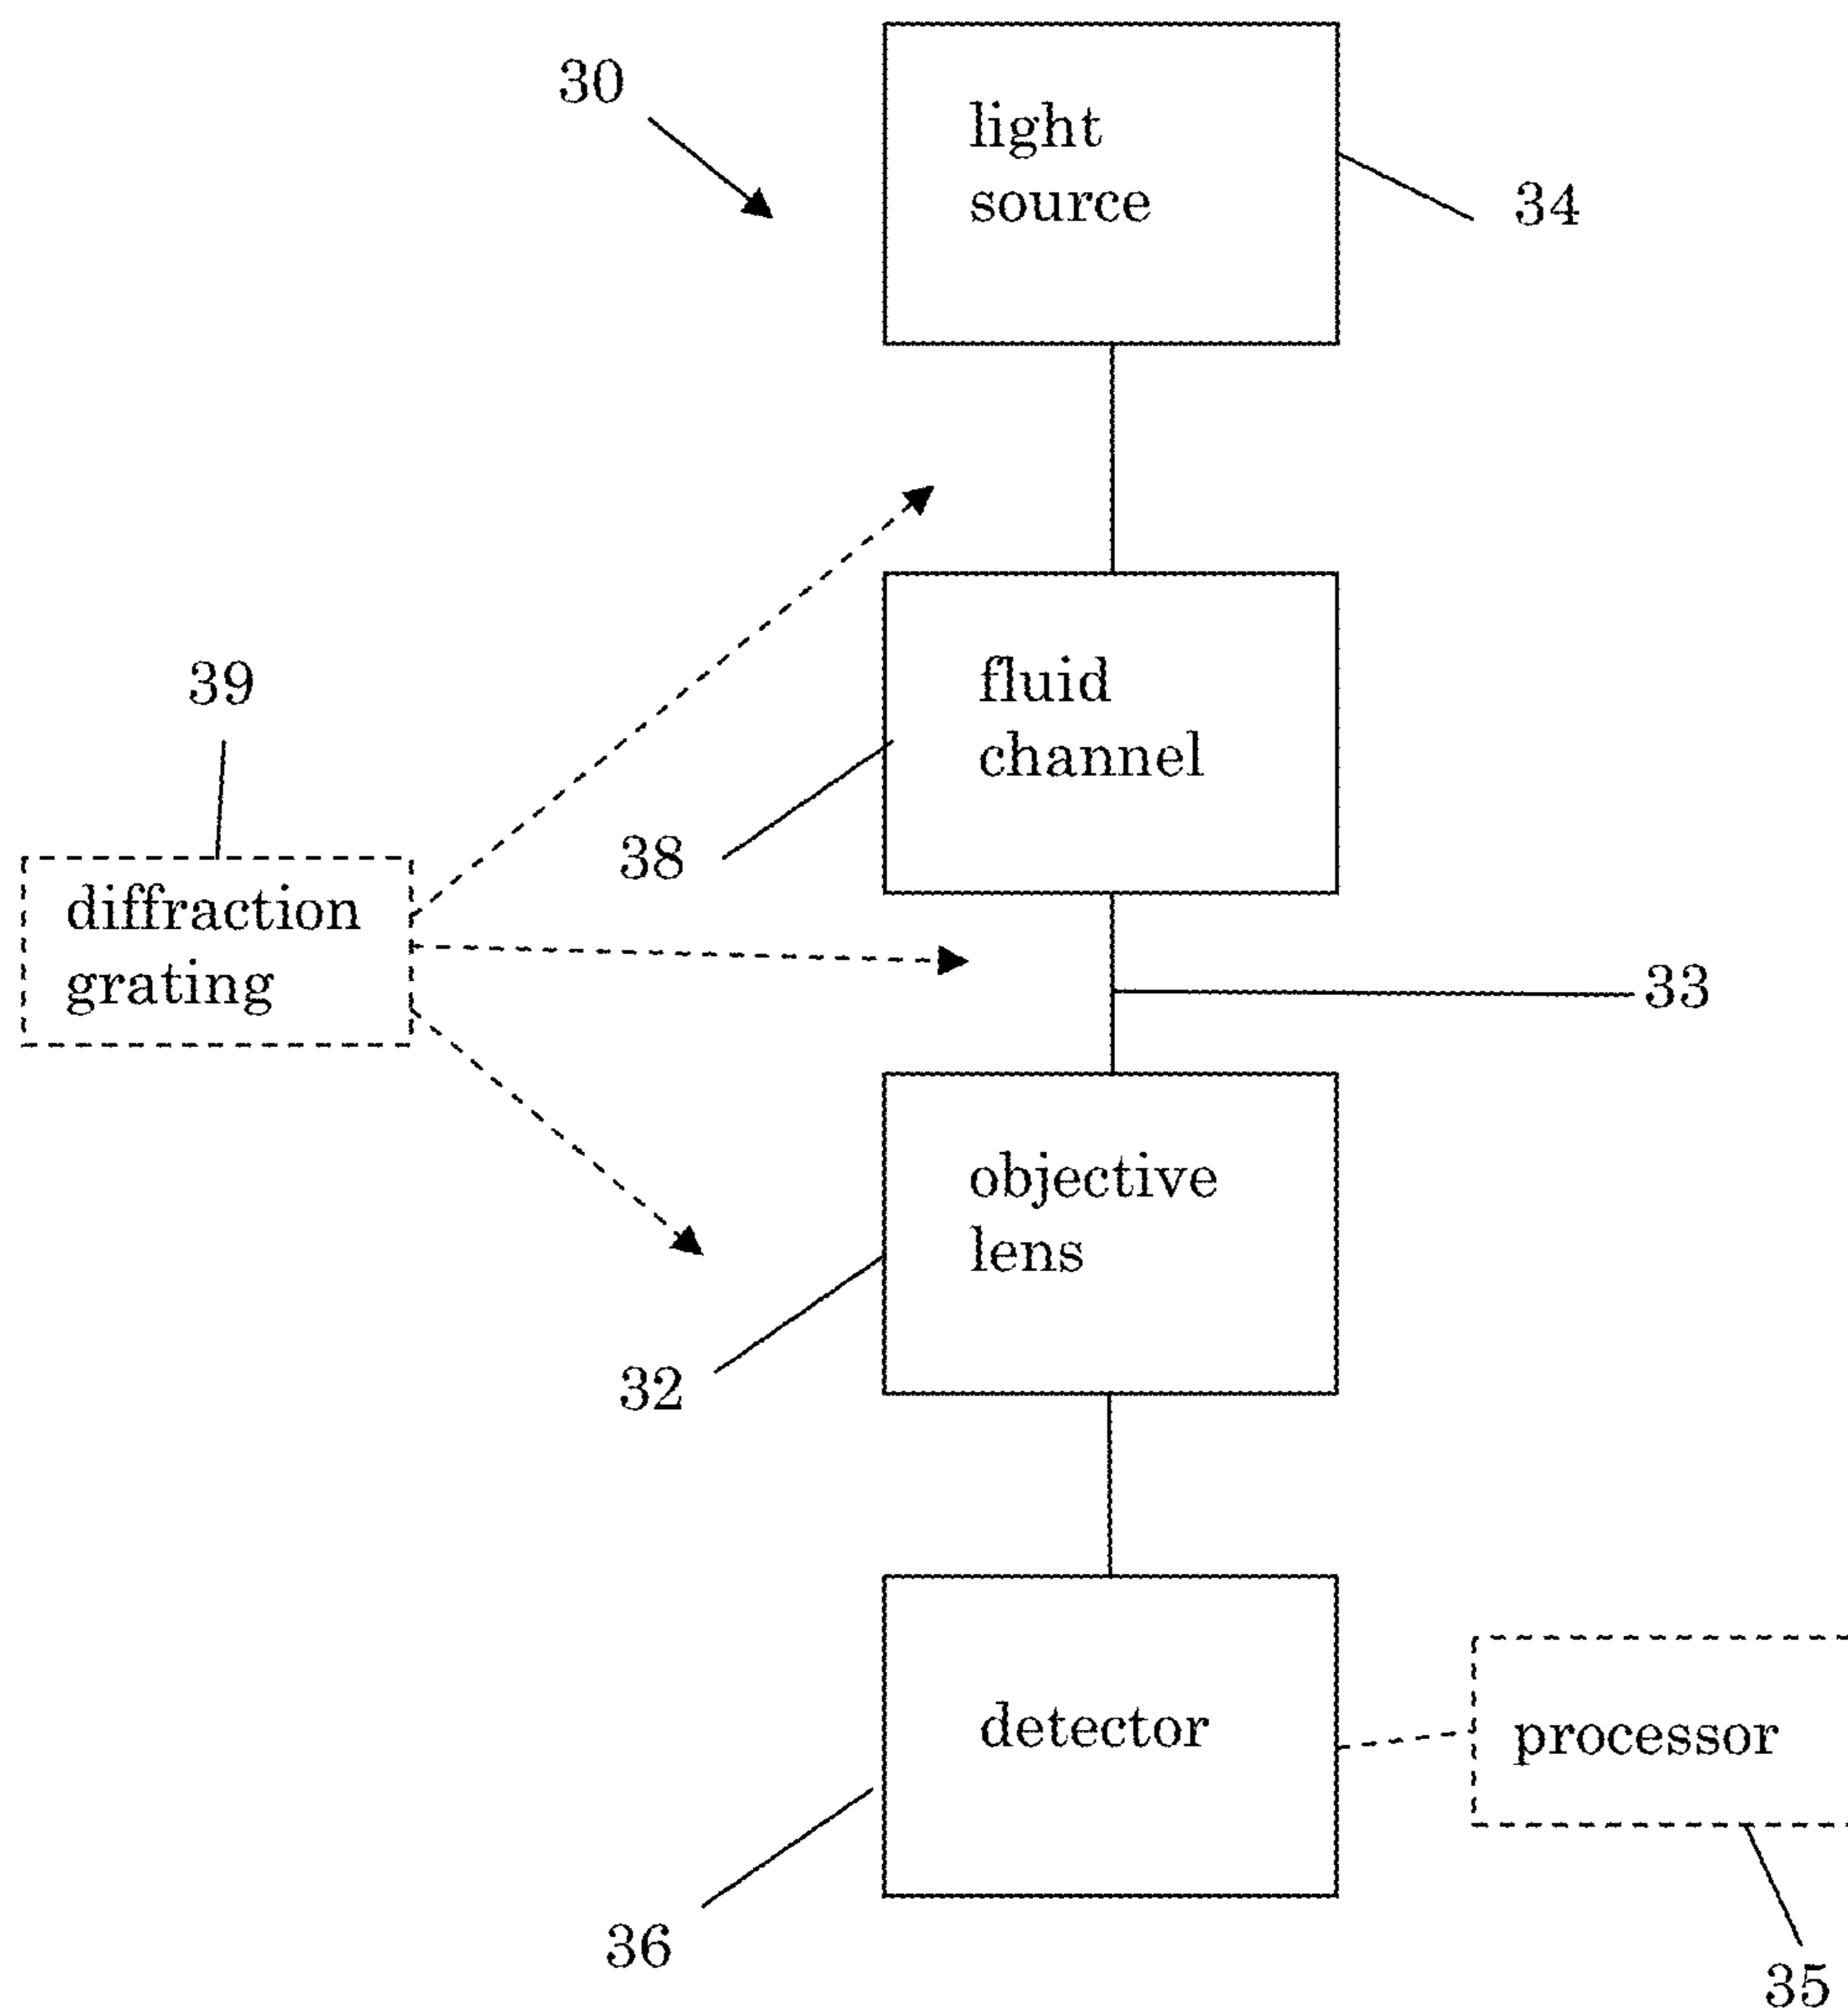 30
light
source
34
fluid
channel
39
38
diffraction
grating
33
objective
lens
32
detector
processor
36
35